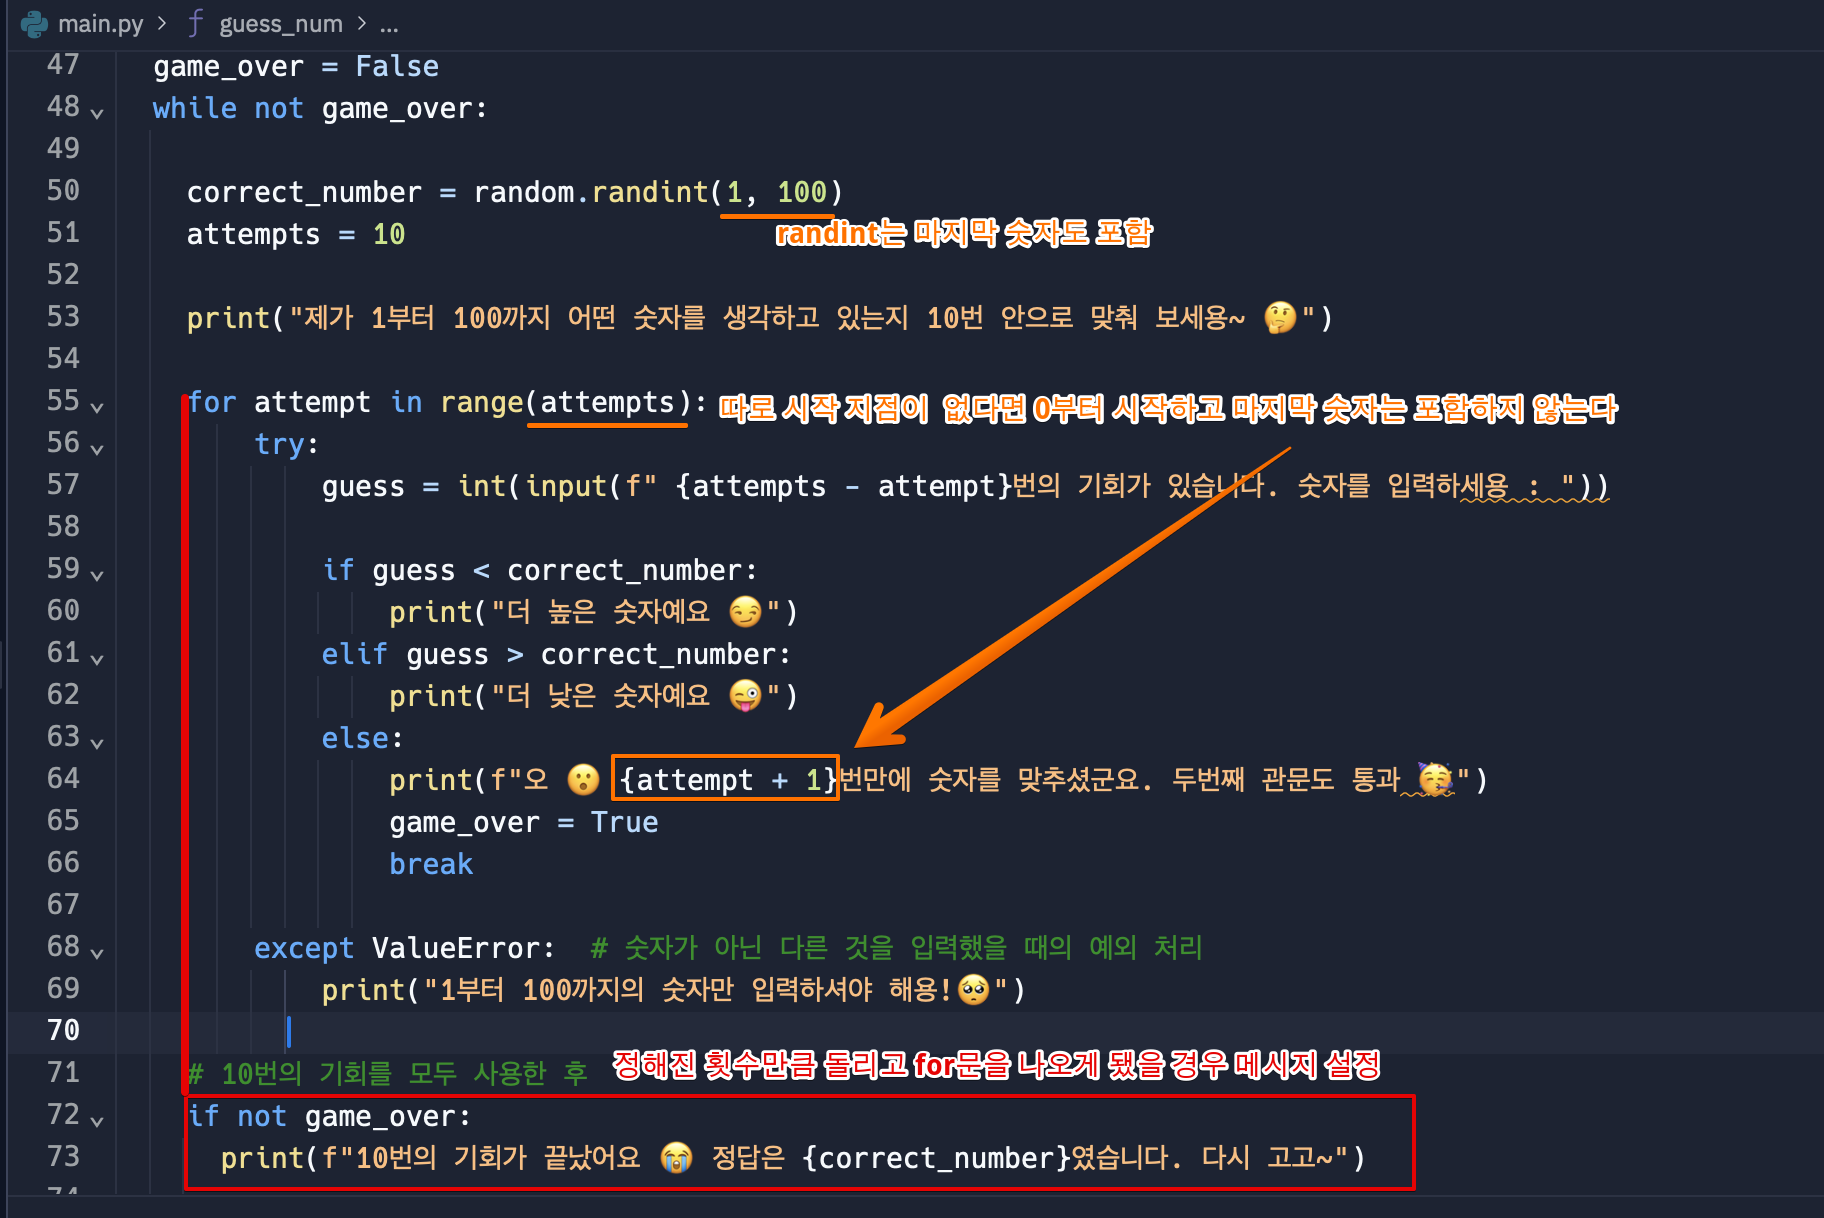 main.py > ƒ guess_num > ...
47 game_over = False
48 while not game_over:
49
50 correct_number = random.randint(1, 100)
51 attempts = 10
randint는 마지막 숫자도 포함
52
53 print("제가 1부터 100까지 어떤 숫자를 생각하고 있는지 10번 안으로 맞춰 보세용~ 🤔")
54
55 for attempt in range(attempts): 따로 시작 지점이 없다면 0부터 시작하고 마지막 숫자는 포함하지 않는다
56 try:
57 guess = int(input(f" {attempts - attempt}번의 기회가 있습니다. 숫자를 입력하세용 : "))
58
59 if guess < correct_number:
60 print("더 높은 숫자예요 😏")
61 elif guess > correct_number:
62 print("더 낮은 숫자예요 😜")
63 else:
64 print(f"오 😮 {attempt + 1}번만에 숫자를 맞추셨군요. 두번째 관문도 통과 🥳")
65 game_over = True
66 break
67
68 except ValueError: # 숫자가 아닌 다른 것을 입력했을 때의 예외 처리
69 print("1부터 100까지의 숫자만 입력하셔야 해용!🥺")
70
71 # 10번의 기회를 모두 사용한 후 정해진 횟수만큼 돌리고 for문을 나오게 됐을 경우 메시지 설정
72 if not game_over:
73 print(f"10번의 기회가 끝났어요 😭 정답은 {correct_number}였습니다. 다시 고고~")